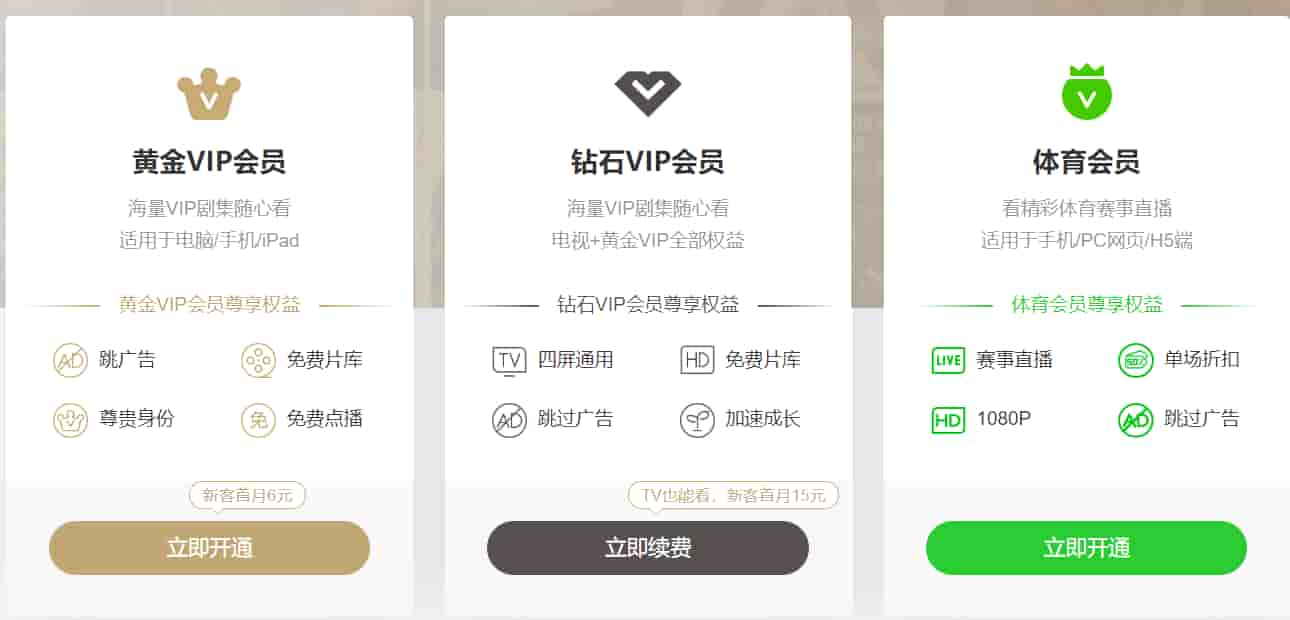 黄金VIP会员
海量VIP剧集随心看
适用于电脑/手机/iPad
黄金VIP会员尊享权益
AD 跳广告
免费片库
尊贵身份
免 免费点播
新客首月6元
立即开通
钻石VIP会员
海量VIP剧集随心看
电视+黄金VIP全部权益
钻石VIP会员尊享权益
TV 四屏通用
HD 免费片库
AD 跳过广告
加速成长
TV也能看，新客首月15元
立即续费
体育会员
看精彩体育赛事直播
适用于手机/PC网页/H5端
体育会员尊享权益
LIVE 赛事直播
单场折扣
HD 1080P
AD 跳过广告
立即开通